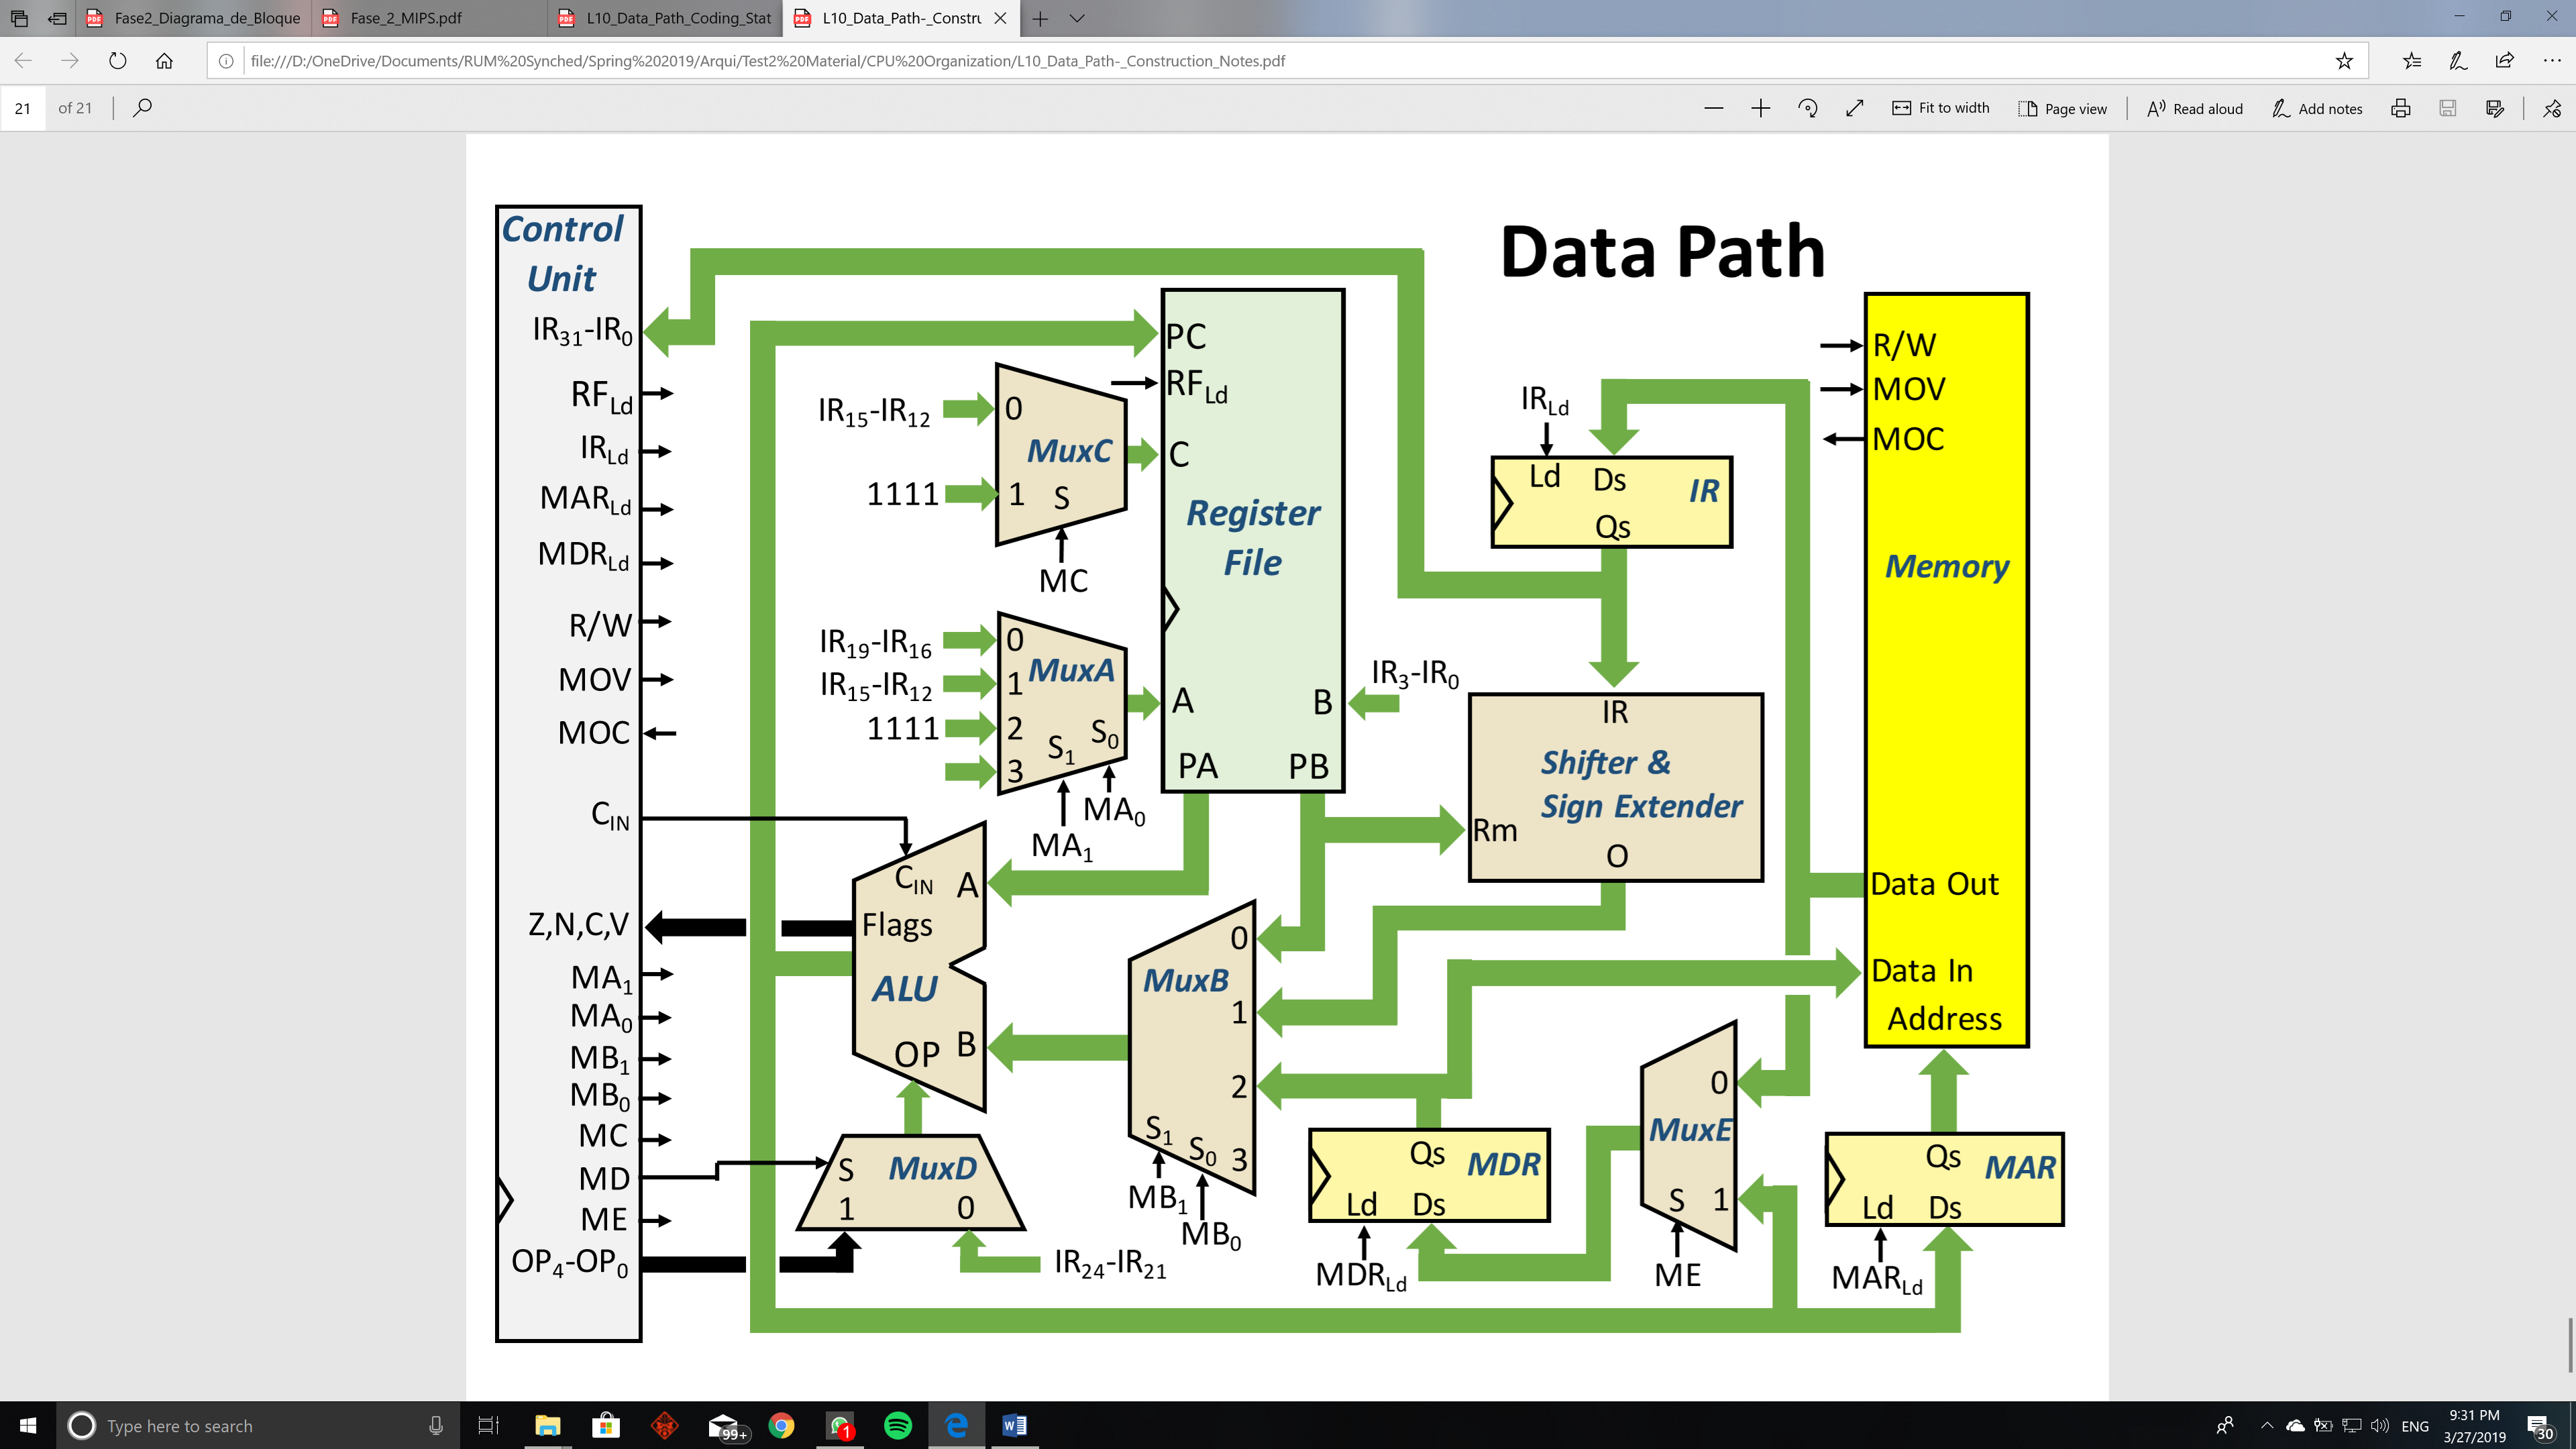 Fase2_Diagrama_de_Bloque
Fase_2_MIPS.pdf
L10_Data_Path_Coding_Stat
L10_Data_Path-_Constru
file:///D:/OneDrive/Documents/RUM%20Synched/Spring%202019/Arqui/Test2%20Material/CPU%20Organization/L10_Data_Path-_Construction_Notes.pdf
21 of 21
Fit to width
Page view
Read aloud
Add notes
Data Path
Control
Unit
IR31-IR0
RFLd
IRLd
MARLd
MDRLd
R/W
MOV
MOC
CIN
Z,N,C,V
MA1
MA0
MB1
MB0
MC
MD
ME
OP4-OP0
IR15-IR12
1111
0
MuxC
1 S
MC
IR19-IR16
IR15-IR12
1111
0
1
2
3
MuxA
S1 S0
MA1
MA0
PC
RFLd
C
Register
File
A B
PA PB
IR3-IR0
IRLd
Ld Ds
IR
Qs
IR
Shifter &
Sign Extender
Rm
O
R/W
MOV
MOC
Memory
Data Out
Data In
Address
CIN A
Flags
ALU
OP B
S MuxD
1 0
IR24-IR21
0
MuxB
1
2
S1 S0 3
MB1
MB0
Qs MDR
Ld Ds
MDRLd
0
MuxE
S 1
ME
Qs MAR
Ld Ds
MARLd
Type here to search
99+
1
ENG
9:31 PM
3/27/2019
30